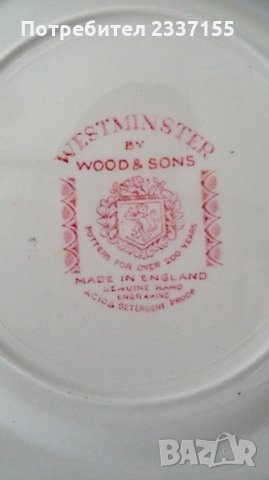 Потребител 2337155
WESTMINSTER
BY
WOOD & SONS
POTTERS FOR OVER 200 YEARS
MADE IN ENGLAND
GENUINE HAND
ENGRAVING
ACID & DETERGENT PROOF
BAZAR